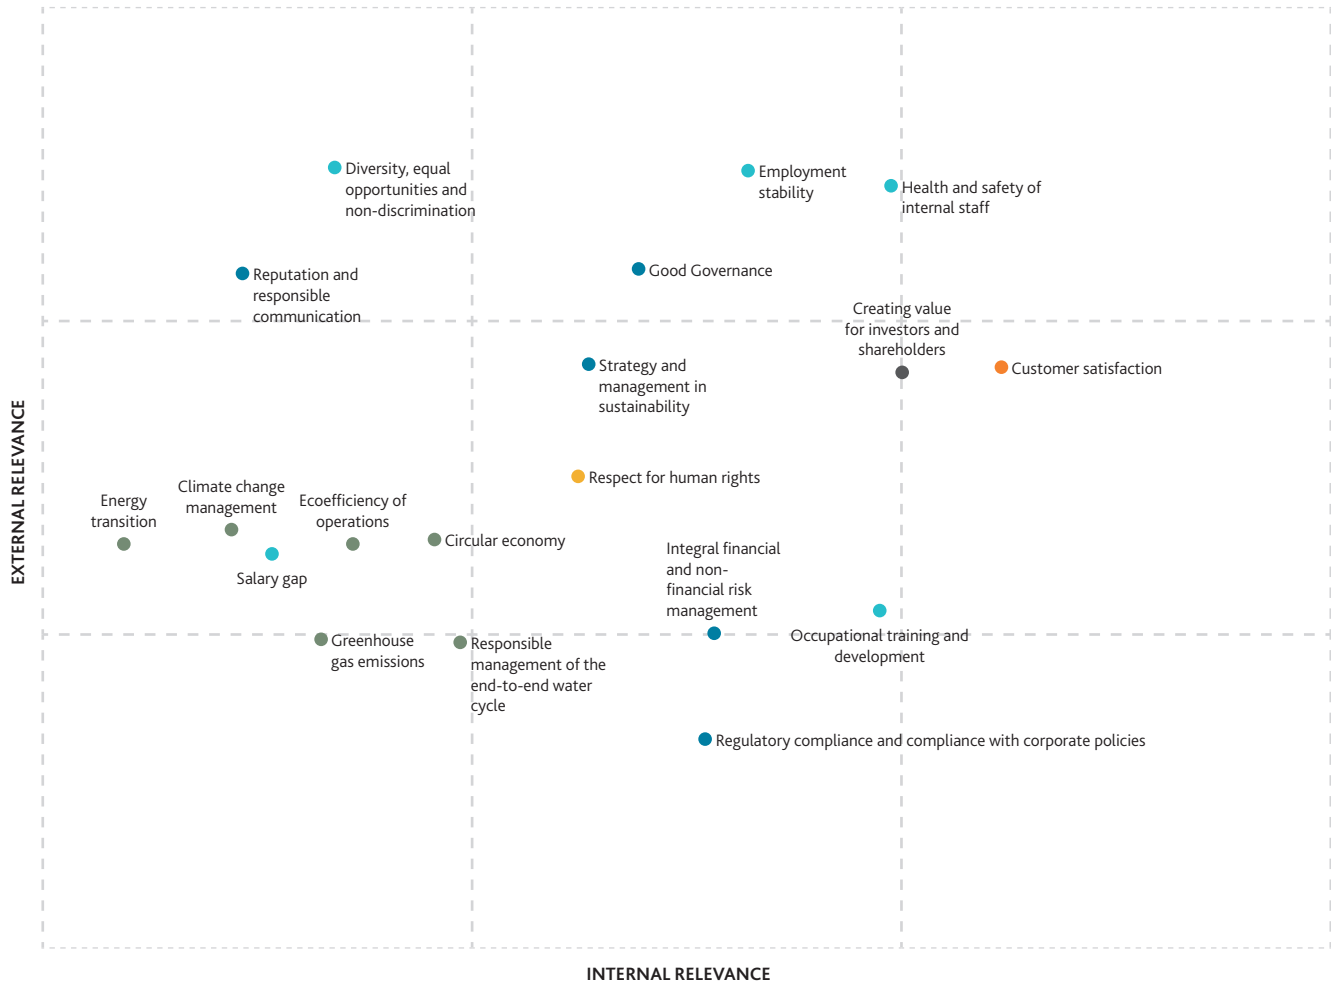 Diversity, equal
opportunities and
non-discrimination
Employment
stability
Health and safety of
internal staff
Reputation and
responsible
communication
Good Governance
Creating value
for investors and
shareholders
Strategy and
management in
sustainability
Customer satisfaction
Respect for human rights
Energy
transition
Climate change
management
Ecoefficiency of
operations
Circular economy
Salary gap
Integral financial
and non-
financial risk
management
Occupational training and
development
Greenhouse
gas emissions
Responsible
management of the
end-to-end water
cycle
Regulatory compliance and compliance with corporate policies
EXTERNAL RELEVANCE
INTERNAL RELEVANCE